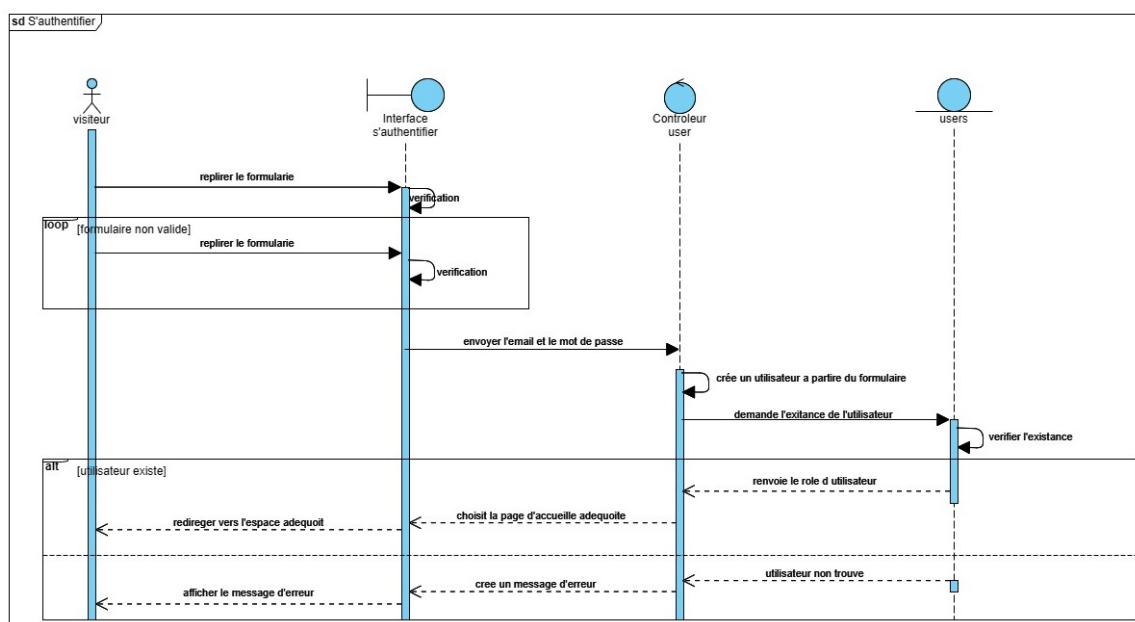 sd S'authentifier
visiteur
Interface
s'authentifier
Controleur
user
users
replirer le formularie
verification
loop [formulaire non valide]
replirer le formularie
verification
envoyer l'email et le mot de passe
crée un utilisateur a partire du formulaire
demande l'exitance de l'utilisateur
verifier l'existance
alt [utilisateur existe]
renvoie le role d utilisateur
choisit la page d'accueille adequoite
redireger vers l'espace adequoit
utilisateur non trouve
cree un message d'erreur
afficher le message d'erreur